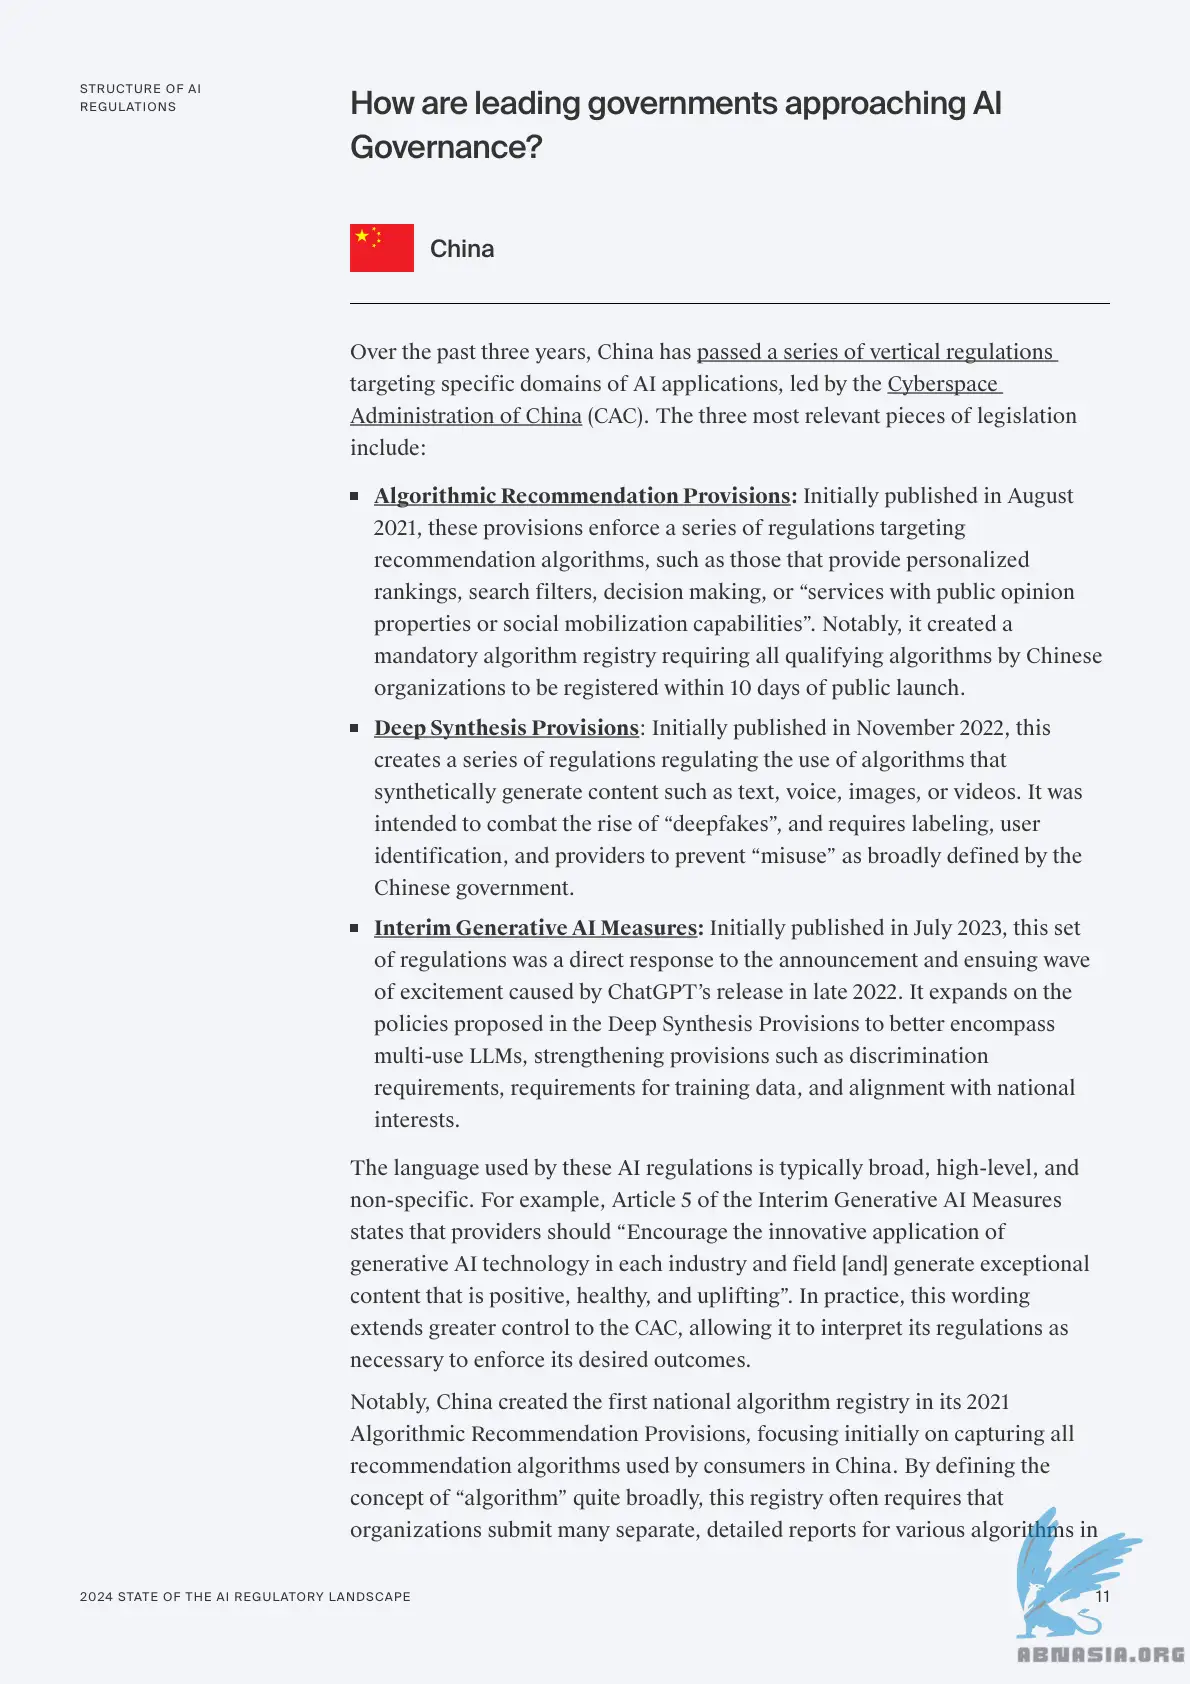 STRUCTURE OF AI
REGULATIONS
How are leading governments approaching AI
Governance?
China
Over the past three years, China has passed a series of vertical regulations
targeting specific domains of AI applications, led by the Cyberspace
Administration of China (CAC). The three most relevant pieces of legislation
include:
■ Algorithmic Recommendation Provisions: Initially published in August
2021, these provisions enforce a series of regulations targeting
recommendation algorithms, such as those that provide personalized
rankings, search filters, decision making, or “services with public opinion
properties or social mobilization capabilities”. Notably, it created a
mandatory algorithm registry requiring all qualifying algorithms by Chinese
organizations to be registered within 10 days of public launch.
■ Deep Synthesis Provisions: Initially published in November 2022, this
creates a series of regulations regulating the use of algorithms that
synthetically generate content such as text, voice, images, or videos. It was
intended to combat the rise of “deepfakes”, and requires labeling, user
identification, and providers to prevent “misuse” as broadly defined by the
Chinese government.
■ Interim Generative AI Measures: Initially published in July 2023, this set
of regulations was a direct response to the announcement and ensuing wave
of excitement caused by ChatGPT’s release in late 2022. It expands on the
policies proposed in the Deep Synthesis Provisions to better encompass
multi-use LLMs, strengthening provisions such as discrimination
requirements, requirements for training data, and alignment with national
interests.
The language used by these AI regulations is typically broad, high-level, and
non-specific. For example, Article 5 of the Interim Generative AI Measures
states that providers should “Encourage the innovative application of
generative AI technology in each industry and field [and] generate exceptional
content that is positive, healthy, and uplifting”. In practice, this wording
extends greater control to the CAC, allowing it to interpret its regulations as
necessary to enforce its desired outcomes.
Notably, China created the first national algorithm registry in its 2021
Algorithmic Recommendation Provisions, focusing initially on capturing all
recommendation algorithms used by consumers in China. By defining the
concept of “algorithm” quite broadly, this registry often requires that
organizations submit many separate, detailed reports for various algorithms in
2024 STATE OF THE AI REGULATORY LANDSCAPE
11
ABNASIA.ORG